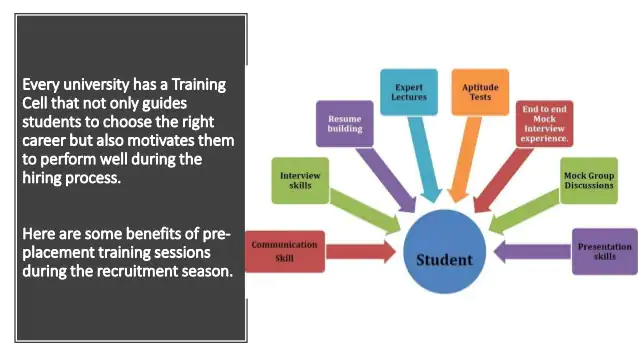 Every university has a Training
Cell that not only guides
students to choose the right
career but also motivates them
to perform well during the
hiring process.
Here are some benefits of pre-
placement training sessions
during the recruitment season.
Communication
Skill
Interview
skills
Resume
building
Expert
Lectures
Aptitude
Tests
End to end
Mock
Interview
experience.
Mock Group
Discussions
Presentation
skills
Student